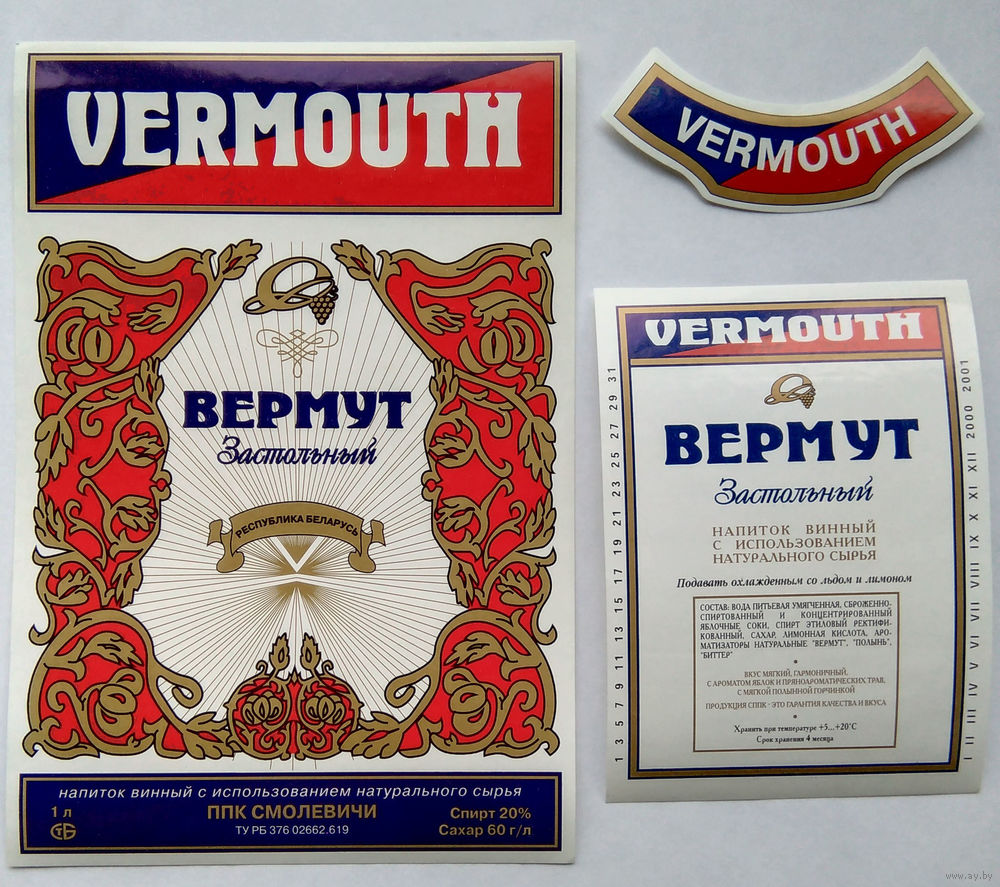 VERMOUTH
ВЕРМУТ
Застольный
РЕСПУБЛИКА БЕЛАРУСЬ
напиток винный с использованием натурального сырья
1 л
СТБ
ППК СМОЛЕВИЧИ
ТУ РБ 376 02662.619
Спирт 20%
Сахар 60 г/л
VERMOUTH
VERMOUTH
ВЕРМУТ
Застольный
НАПИТОК ВИННЫЙ
С ИСПОЛЬЗОВАНИЕМ
НАТУРАЛЬНОГО СЫРЬЯ
Подавать охлажденным со льдом и лимоном
СОСТАВ: ВОДА ПИТЬЕВАЯ УМЯГЧЕННАЯ, СБРОЖЕННО-
СПИРТОВАННЫЙ И КОНЦЕНТРИРОВАННЫЙ
ЯБЛОЧНЫЕ СОКИ, СПИРТ ЭТИЛОВЫЙ РЕКТИФИ-
КОВАННЫЙ, САХАР, ЛИМОННАЯ КИСЛОТА, АРО-
МАТИЗАТОРЫ НАТУРАЛЬНЫЕ "ВЕРМУТ", "ПОЛЫНЬ",
"БИТТЕР"
ВКУС МЯГКИЙ, ГАРМОНИЧНЫЙ,
С АРОМАТОМ ЯБЛОК И ПРЯНОАРОМАТИЧЕСКИХ ТРАВ,
С МЯГКОЙ ПОЛЫННОЙ ГОРЧИНКОЙ
ПРОДУКЦИЯ СППК - ЭТО ГАРАНТИЯ КАЧЕСТВА И ВКУСА
Хранить при температуре +5...+20°С
Срок хранения 4 месяца
1 3 5 7 9 11 13 15 17 19 21 23 25 27 29 31
I II III IV V VI VII VIII IX X XI XII 2000 2001
www.ay.by